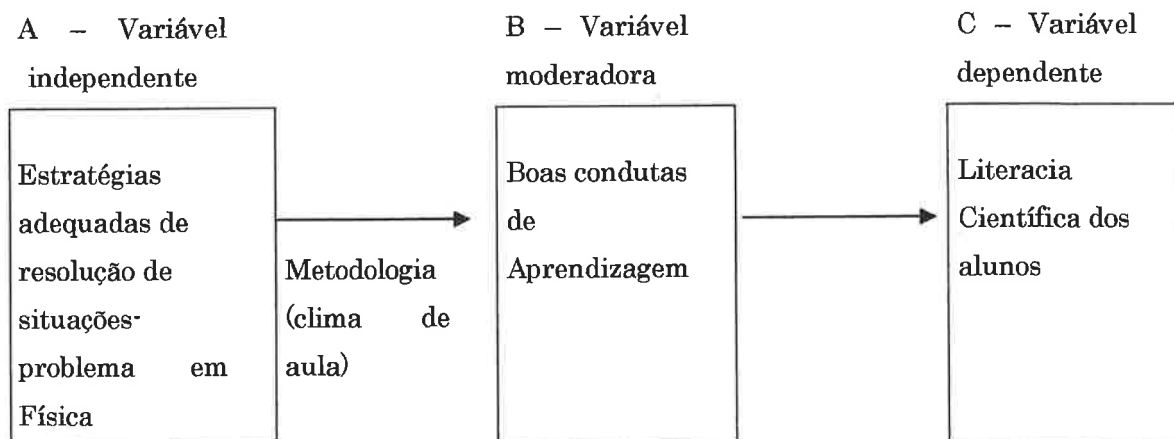 A – Variável
independente
Estratégias
adequadas de
resolução de
situações-
problema em
Física
Metodologia
(clima de
aula)
B – Variável
moderadora
Boas condutas
de
Aprendizagem
C – Variável
dependente
Literacia
Científica dos
alunos